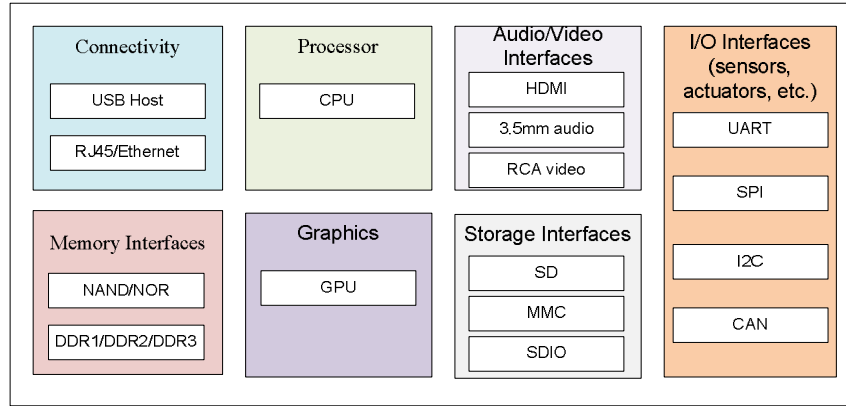 Connectivity
USB Host
RJ45/Ethernet
Processor
CPU
Audio/Video
Interfaces
HDMI
3.5mm audio
RCA video
I/O Interfaces
(sensors,
actuators, etc.)
UART
SPI
I2C
CAN
Memory Interfaces
NAND/NOR
DDR1/DDR2/DDR3
Graphics
GPU
Storage Interfaces
SD
MMC
SDIO